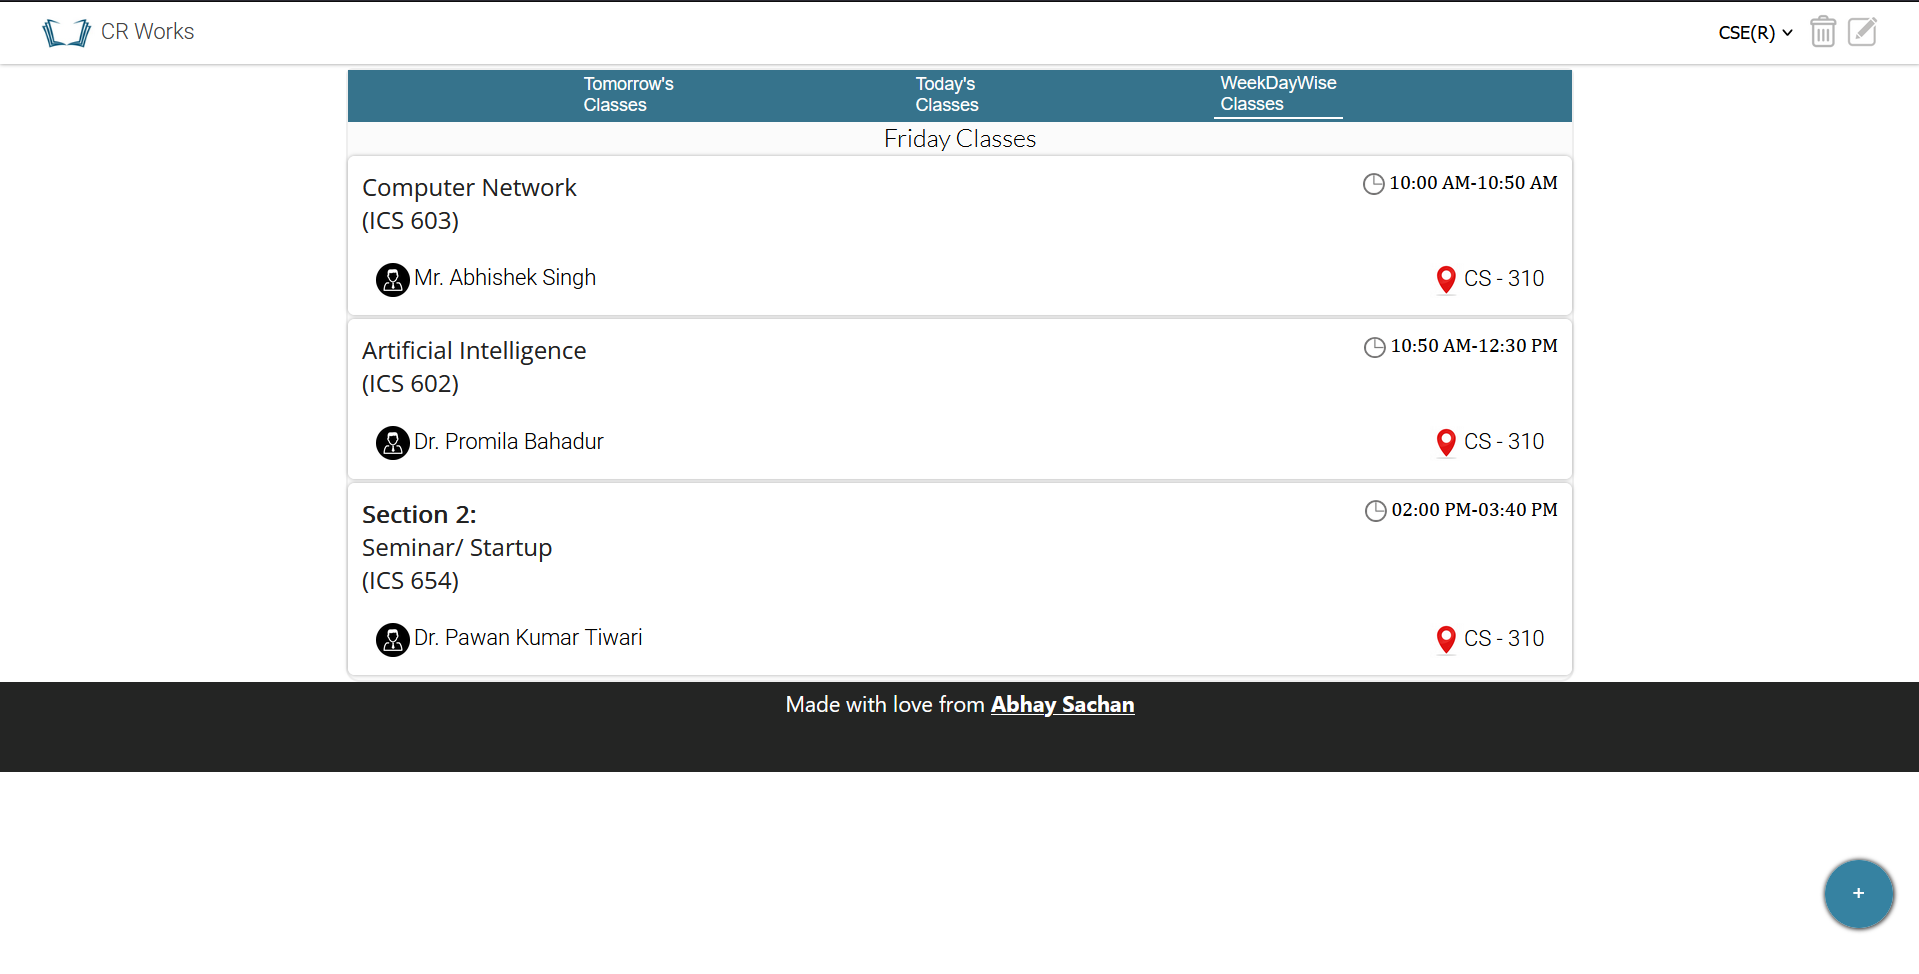 CR Works
CSE(R)
Tomorrow's
Classes
Today's
Classes
WeekDayWise
Classes
Friday Classes
Computer Network
(ICS 603)
10:00 AM-10:50 AM
Mr. Abhishek Singh
CS - 310
Artificial Intelligence
(ICS 602)
10:50 AM-12:30 PM
Dr. Promila Bahadur
CS - 310
Section 2:
Seminar/ Startup
(ICS 654)
02:00 PM-03:40 PM
Dr. Pawan Kumar Tiwari
CS - 310
Made with love from Abhay Sachan
+